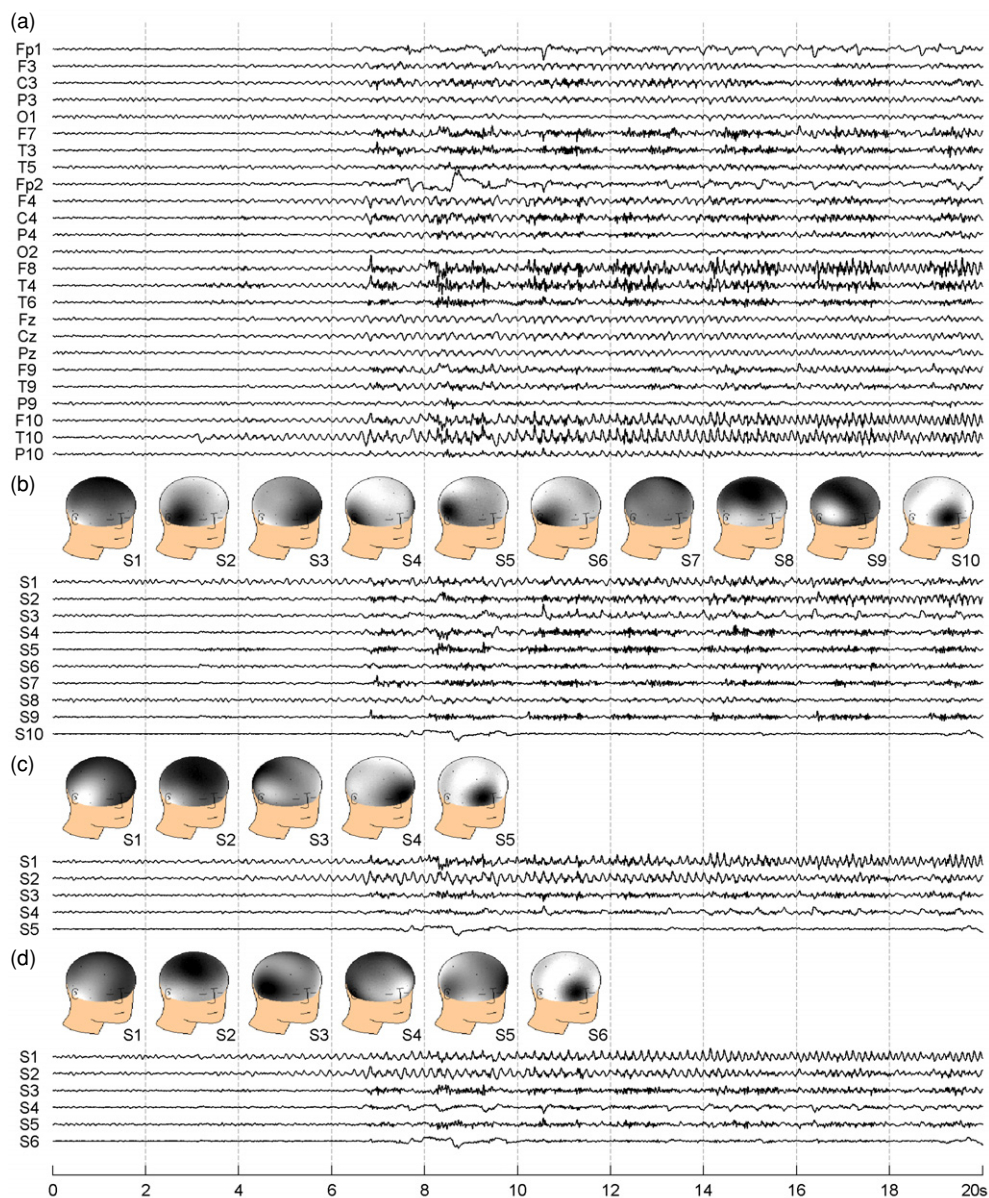 (a)
Fp1
F3
C3
P3
O1
F7
T3
T5
Fp2
F4
C4
P4
O2
F8
T4
T6
Fz
Cz
Pz
F9
T9
P9
F10
T10
P10
(b)
S1 S2 S3 S4 S5 S6 S7 S8 S9 S10
S1
S2
S3
S4
S5
S6
S7
S8
S9
S10
(c)
S1 S2 S3 S4 S5
S1
S2
S3
S4
S5
(d)
S1 S2 S3 S4 S5 S6
S1
S2
S3
S4
S5
S6
0 2 4 6 8 10 12 14 16 18 20s